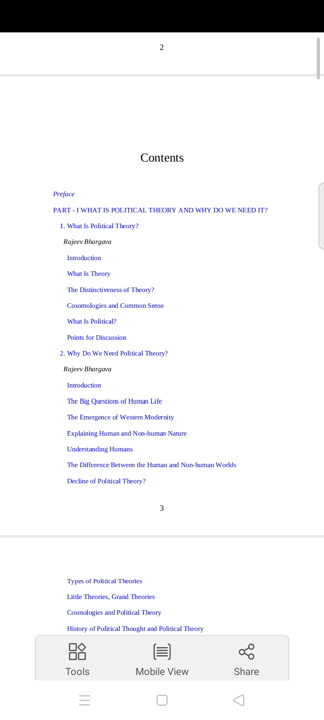 2
Contents
Preface
PART - I WHAT IS POLITICAL THEORY AND WHY DO WE NEED IT?
1. What Is Political Theory?
Rajeev Bhargava
Introduction
What Is Theory
The Distinctiveness of Theory?
Cosomologies and Common Sense
What Is Political?
Points for Discussion
2. Why Do We Need Political Theory?
Rajeev Bhargava
Introduction
The Big Questions of Human Life
The Emergence of Western Modernity
Explaining Human and Non-human Nature
Understanding Humans
The Difference Between the Human and Non-human Worlds
Decline of Political Theory?
3
Types of Political Theories
Little Theories, Grand Theories
Cosmologies and Political Theory
History of Political Thought and Political Theory
Tools
Mobile View
Share